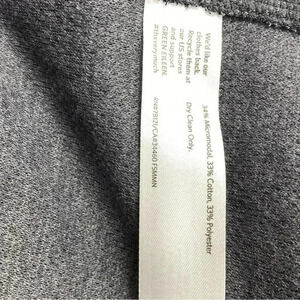 We'd like our
clothes back.
Recycle them at
our US stores
and support
GREEN EILEEN.
34% Micromodal, 33% Cotton, 33% Polyester
Dry Clean Only.